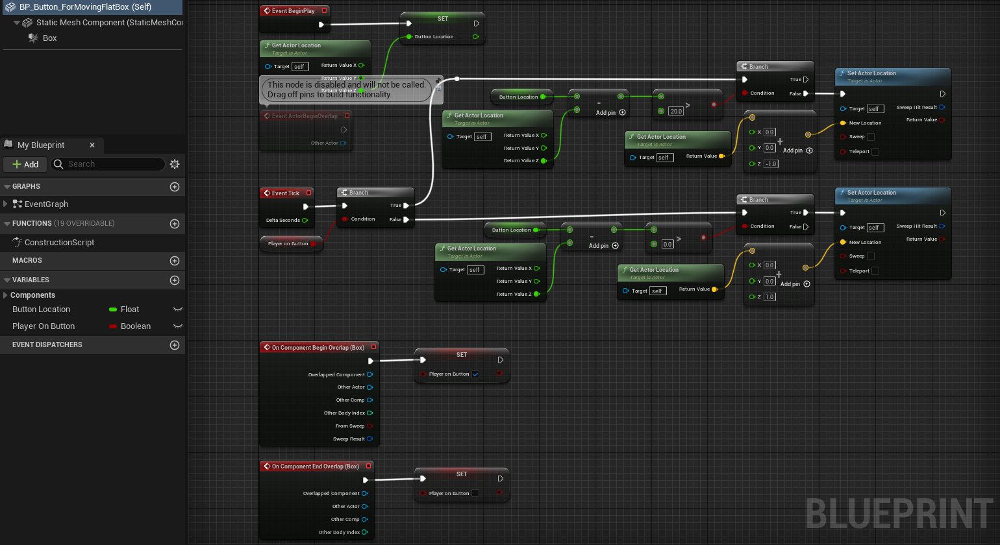 BP_Button_ForMovingFlatBox (Self)
Static Mesh Component (StaticMeshCo
Box
My Blueprint
Add
Search
GRAPHS
EventGraph
FUNCTIONS (19 OVERRIDABLE)
ConstructionScript
MACROS
VARIABLES
Components
Button Location
Float
Player On Button
Boolean
EVENT DISPATCHERS
Event BeginPlay
SET
Button Location
Get Actor Location
Target is Actor
Target self
Return Value X
Return Value Y
Return Value Z
This node is disabled and will not be called.
Drag off pins to build functionality.
Event ActorBeginOverlap
Other Actor
Button Location
-
Add pin
20.0
>
Get Actor Location
Target is Actor
Target self
Return Value X
Return Value Y
Return Value Z
Branch
True
Condition
False
Get Actor Location
Target is Actor
Target self
Return Value
X 0.0
Y 0.0
Z -1.0
+
Add pin
Set Actor Location
Target is Actor
Target self
Sweep Hit Result
New Location
Return Value
Sweep
Teleport
Event Tick
Delta Seconds
Player on Button
Branch
True
Condition
False
Button Location
-
Add pin
0.0
>
Get Actor Location
Target is Actor
Target self
Return Value X
Return Value Y
Return Value Z
Branch
True
Condition
False
Get Actor Location
Target is Actor
Target self
Return Value
X 0.0
Y 0.0
Z 1.0
+
Add pin
Set Actor Location
Target is Actor
Target self
Sweep Hit Result
New Location
Return Value
Sweep
Teleport
On Component Begin Overlap (Box)
Overlapped Component
Other Actor
Other Comp
Other Body Index
From Sweep
Sweep Result
SET
Player on Button
On Component End Overlap (Box)
Overlapped Component
Other Actor
Other Comp
Other Body Index
SET
Player on Button
BLUEPRINT